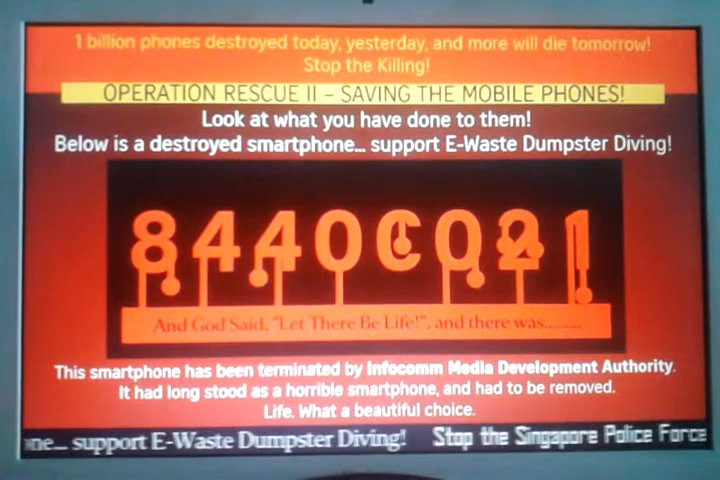 1 billion phones destroyed today, yesterday, and more will die tomorrow!
Stop the Killing!
OPERATION RESCUE II – SAVING THE MOBILE PHONES!
Look at what you have done to them!
Below is a destroyed smartphone... support E-Waste Dumpster Diving!
8440C021
And God Said, "Let There Be Life!", and there was.........
This smartphone has been terminated by Infocomm Media Development Authority.
It had long stood as a horrible smartphone, and had to be removed.
Life. What a beautiful choice.
ne... support E-Waste Dumpster Diving! Stop the Singapore Police Force